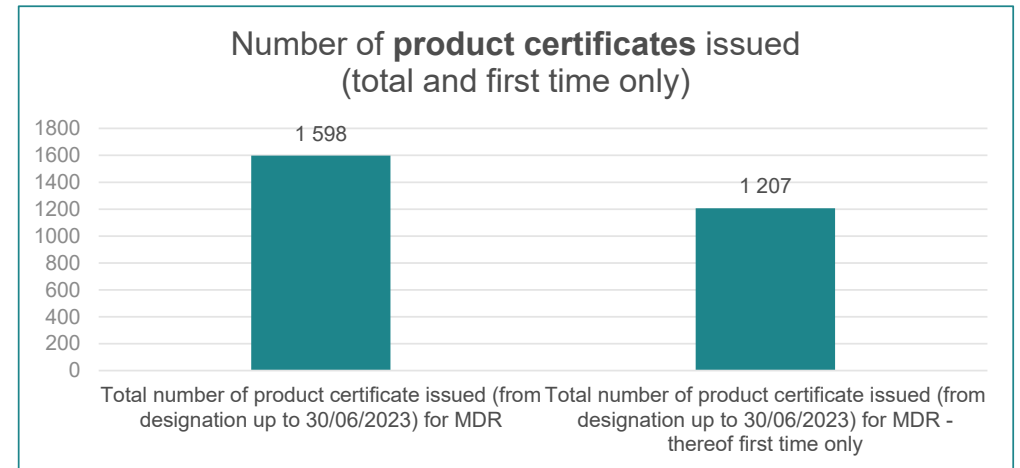 Number of product certificates issued
(total and first time only)
1800
1600
1400
1200
1000
800
600
400
200
0
1 598
1 207
Total number of product certificate issued (from
designation up to 30/06/2023) for MDR
Total number of product certificate issued (from
designation up to 30/06/2023) for MDR -
thereof first time only